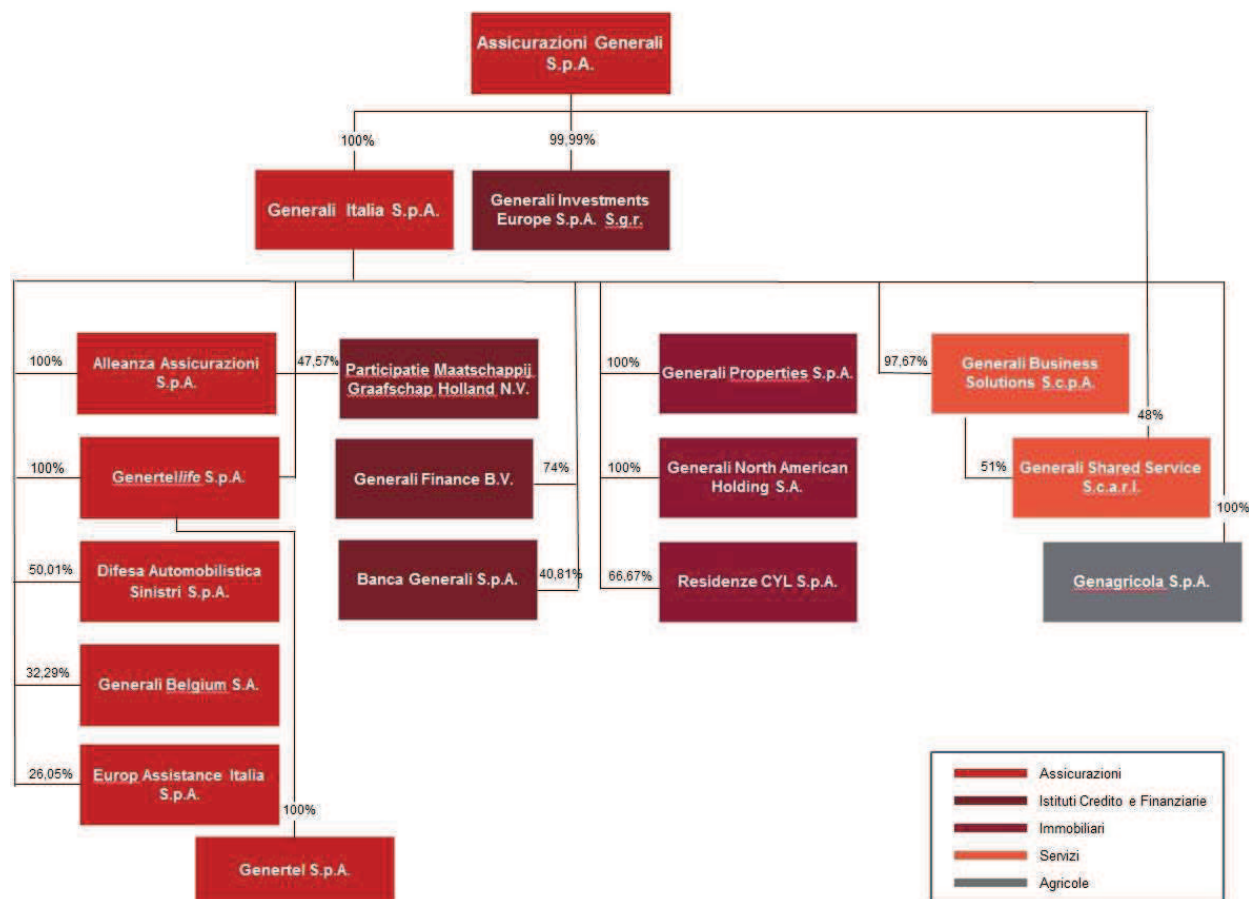 Assicurazioni Generali
S.p.A.
100%
99,99%
Generali Italia S.p.A.
Generali Investments
Europe S.p.A. S.g.r.
100%
Alleanza Assicurazioni
S.p.A.
47,57%
Participatie Maatschappij
Graafschap Holland N.V.
100%
Generali Properties S.p.A.
97,67%
Generali Business
Solutions S.c.p.A.
48%
100%
Genertellife S.p.A.
Generali Finance B.V.
74%
100%
Generali North American
Holding S.A.
51%
Generali Shared Service
S.c.a.r.l.
100%
50,01%
Difesa Automobilistica
Sinistri S.p.A.
Banca Generali S.p.A.
40,81%
66,67%
Residenze CYL S.p.A.
Genagricola S.p.A.
32,29%
Generali Belgium S.A.
26,05%
Europ Assistance Italia
S.p.A.
100%
Genertel S.p.A.
Assicurazioni
Istituti Credito e Finanziarie
Immobiliari
Servizi
Agricole